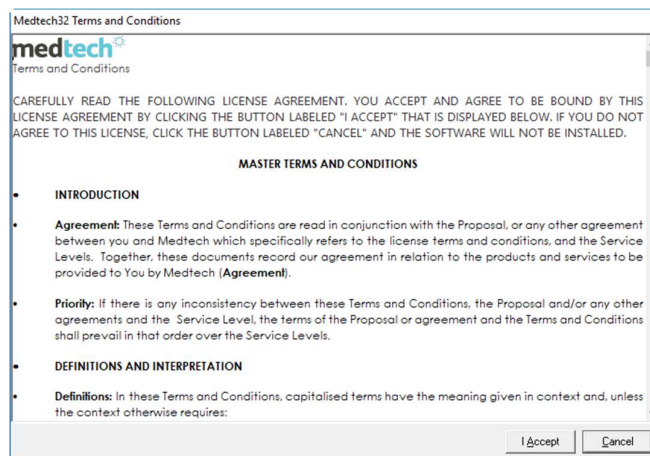 Medtech32 Terms and Conditions
medtech
Terms and Conditions
CAREFULLY READ THE FOLLOWING LICENSE AGREEMENT. YOU ACCEPT AND AGREE TO BE BOUND BY THIS
LICENSE AGREEMENT BY CLICKING THE BUTTON LABELED "I ACCEPT" THAT IS DISPLAYED BELOW. IF YOU DO NOT
AGREE TO THIS LICENSE, CLICK THE BUTTON LABELED "CANCEL" AND THE SOFTWARE WILL NOT BE INSTALLED.
MASTER TERMS AND CONDITIONS
• INTRODUCTION
• Agreement: These Terms and Conditions are read in conjunction with the Proposal, or any other agreement
between you and Medtech which specifically refers to the license terms and conditions, and the Service
Levels. Together, these documents record our agreement in relation to the products and services to be
provided to You by Medtech (Agreement).
• Priority: If there is any inconsistency between these Terms and Conditions, the Proposal and/or any other
agreements and the Service Level, the terms of the Proposal or agreement and the Terms and Conditions
shall prevail in that order over the Service Levels.
• DEFINITIONS AND INTERPRETATION
• Definitions: In these Terms and Conditions, capitalised terms have the meaning given in context and, unless
the context otherwise requires:
I Accept Cancel